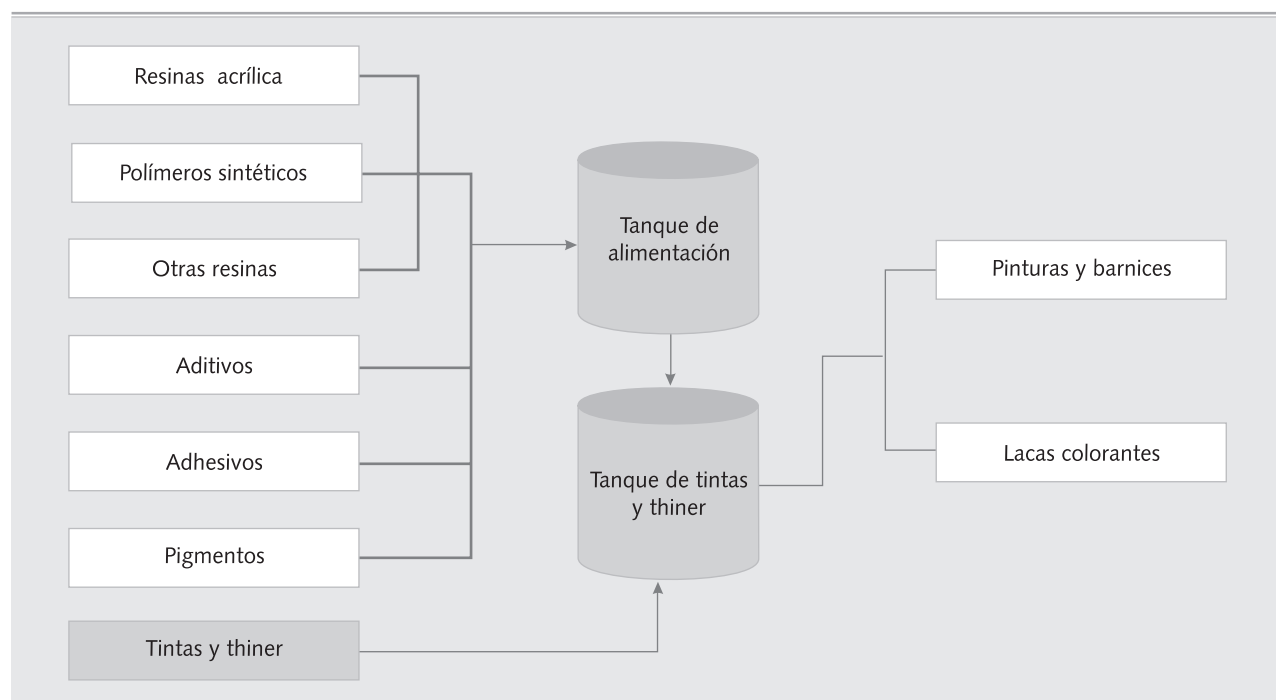 Resinas acrílica
Polímeros sintéticos
Otras resinas
Aditivos
Adhesivos
Pigmentos
Tintas y thiner
Tanque de
alimentación
Tanque de tintas
y thiner
Pinturas y barnices
Lacas colorantes